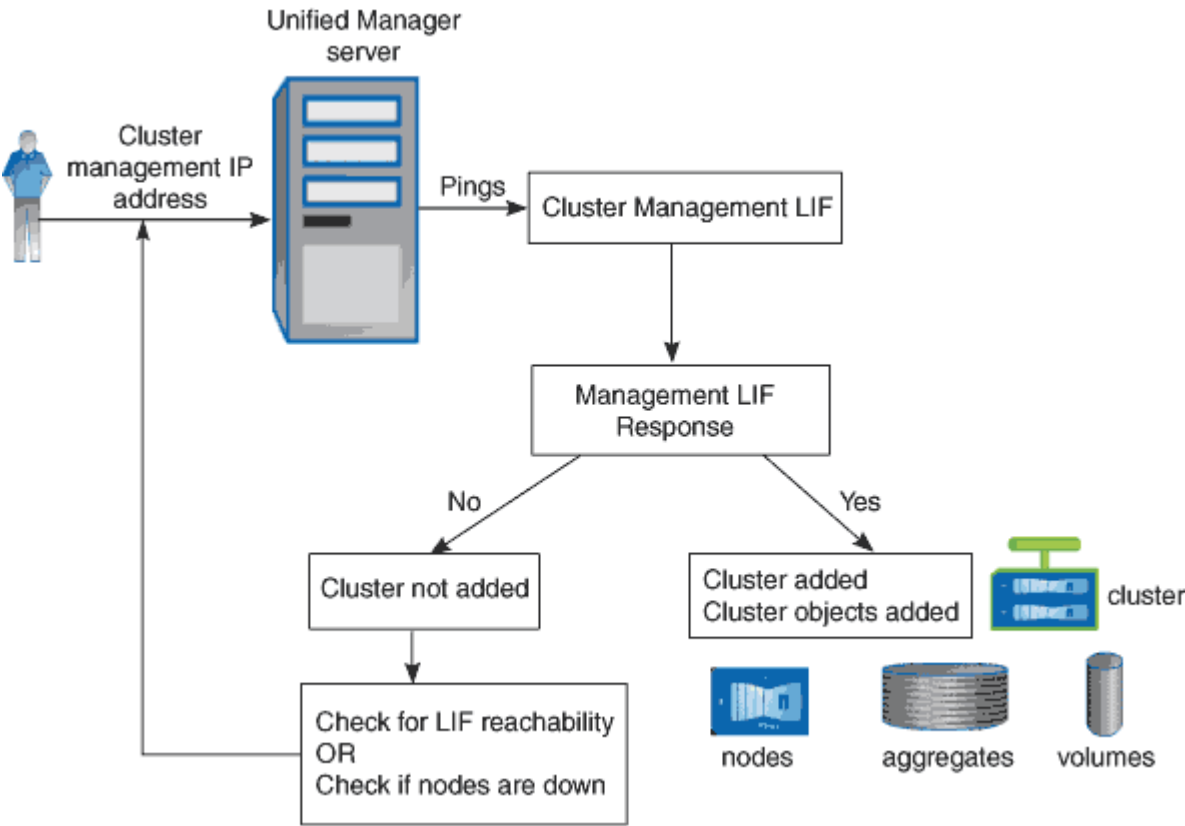 Unified Manager
server
Cluster
management IP
address
Pings
Cluster Management LIF
Management LIF
Response
No
Yes
Cluster not added
Cluster added
Cluster objects added
cluster
Check for LIF reachability
OR
Check if nodes are down
nodes
aggregates
volumes